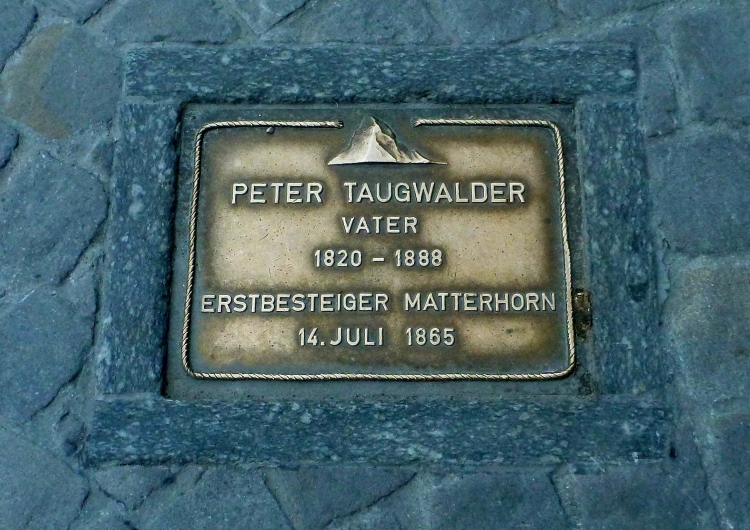 PETER TAUGWALDER
VATER
1820 – 1888
ERSTBESTEIGER MATTERHORN
14. JULI 1865